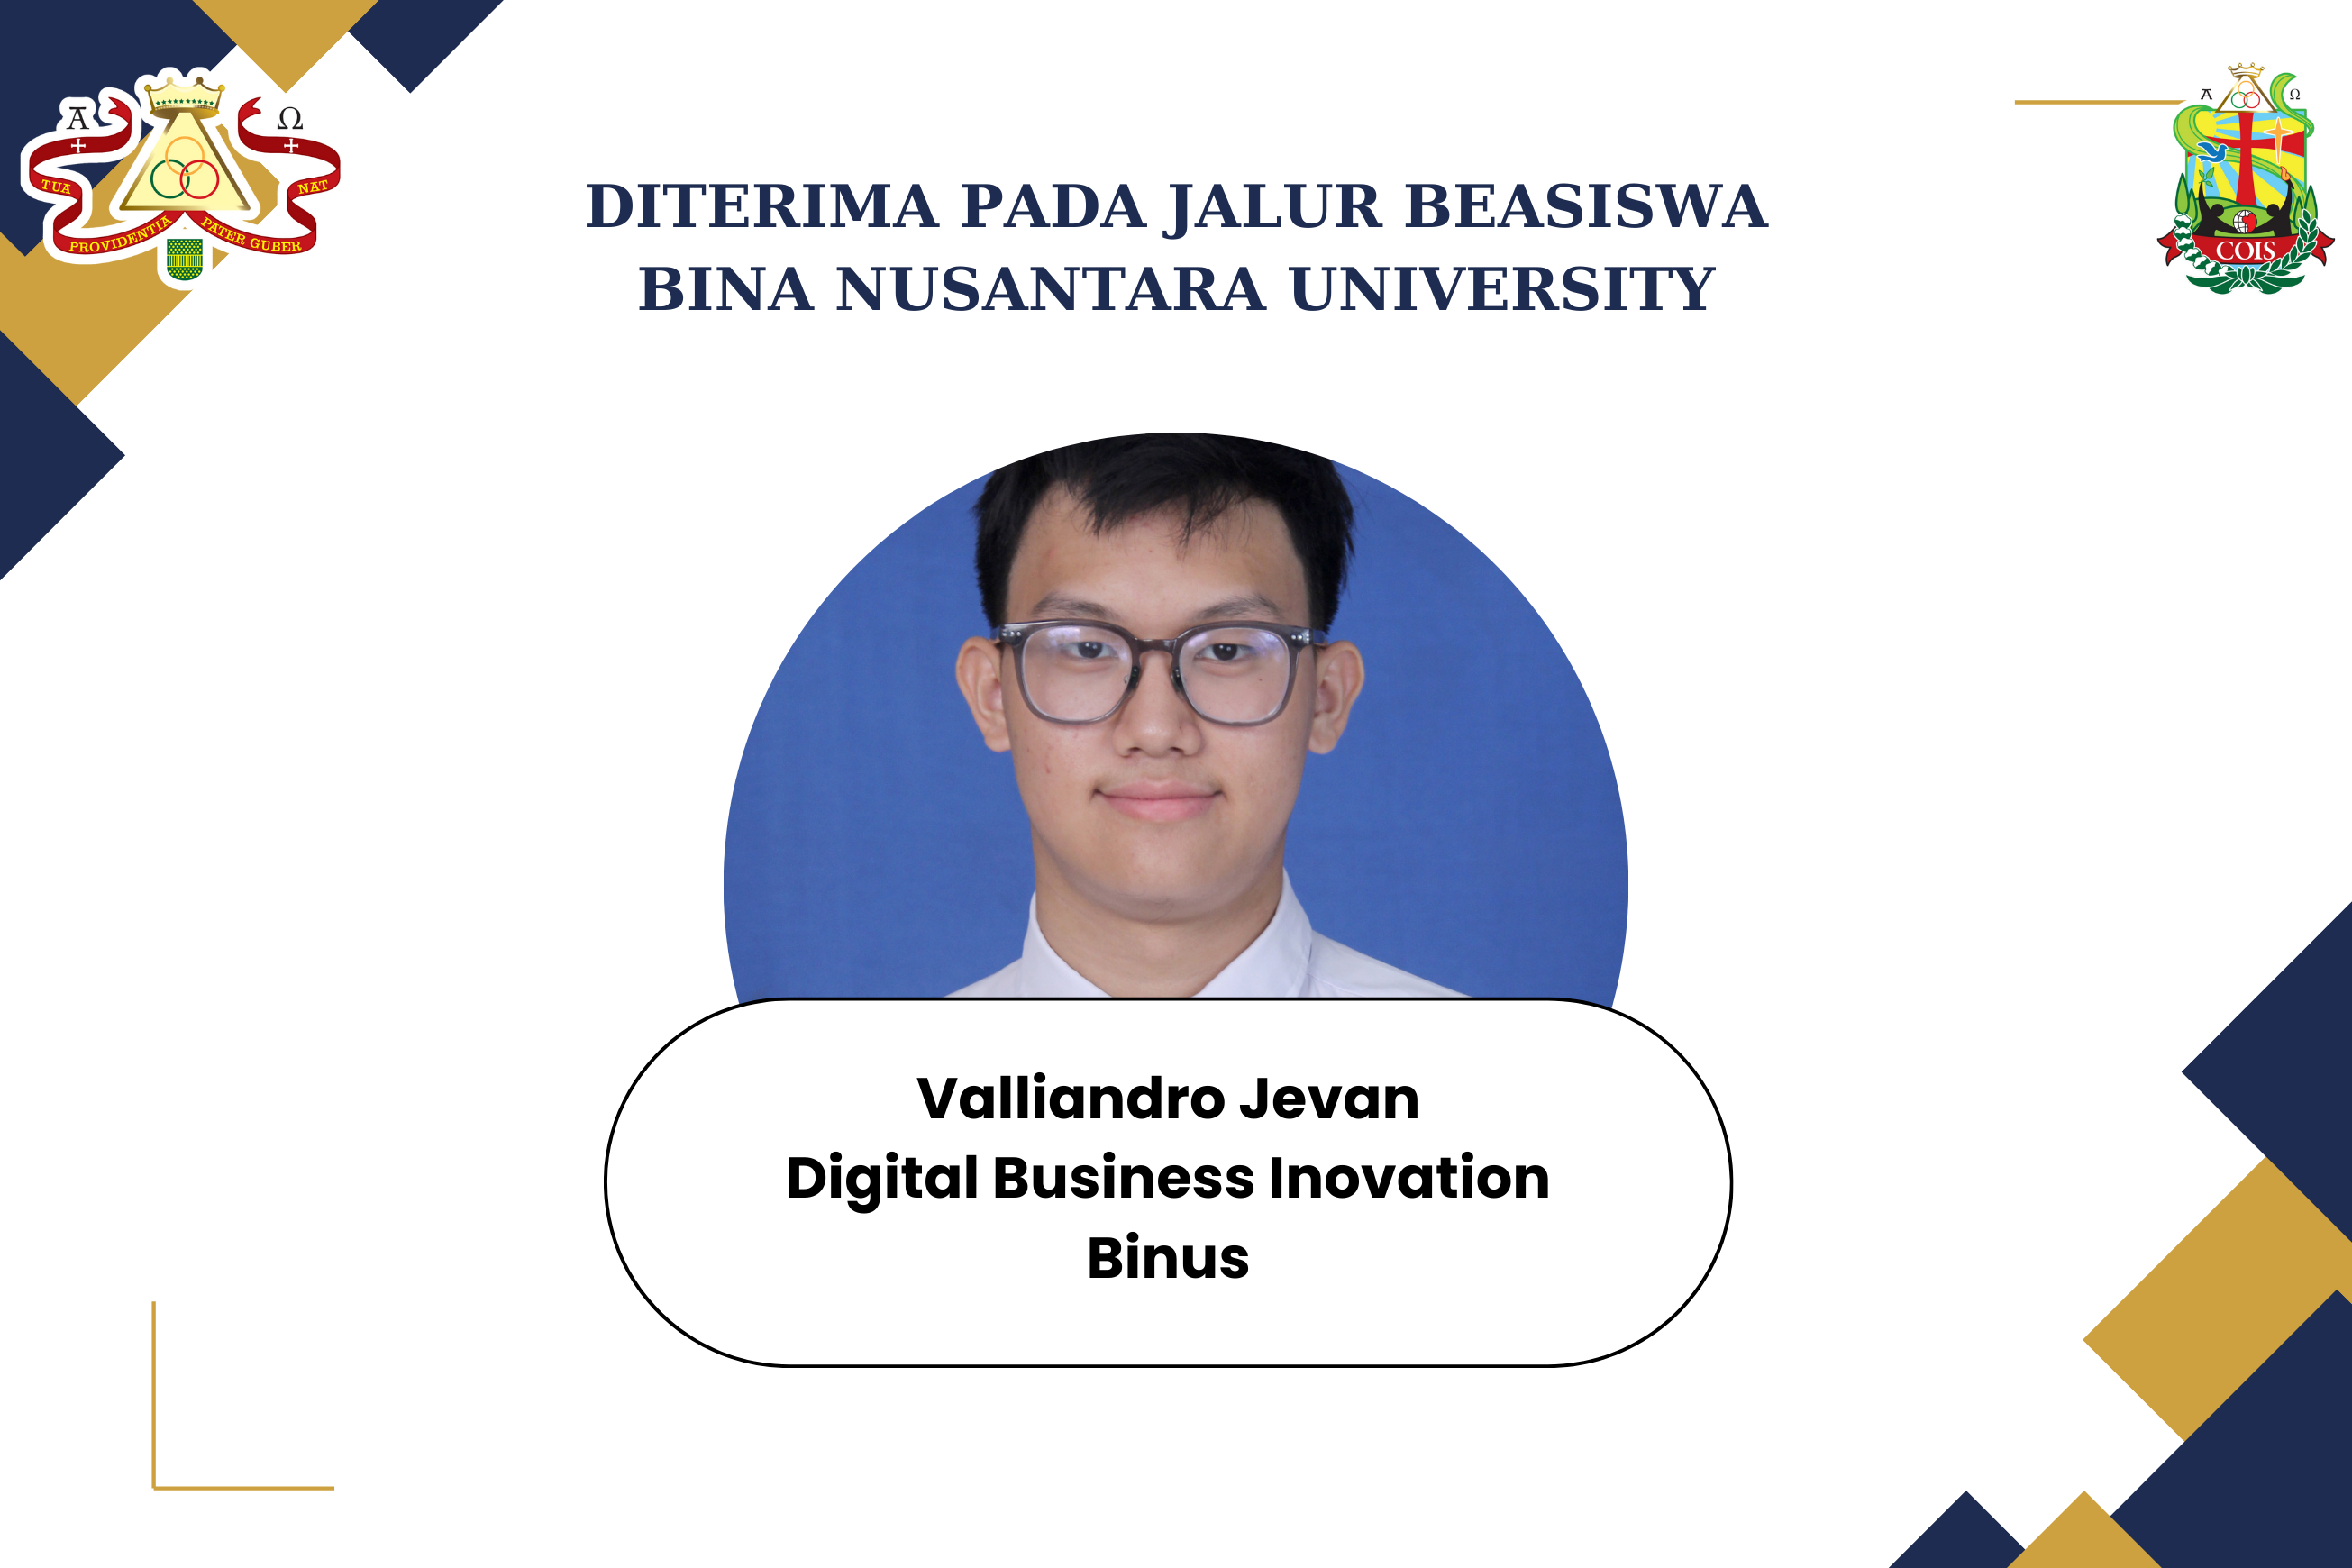 Α Ω
TUA PROVIDENTIA PATER GUBER NAT
Α Ω
COIS
DITERIMA PADA JALUR BEASISWA
BINA NUSANTARA UNIVERSITY
Valliandro Jevan
Digital Business Inovation
Binus